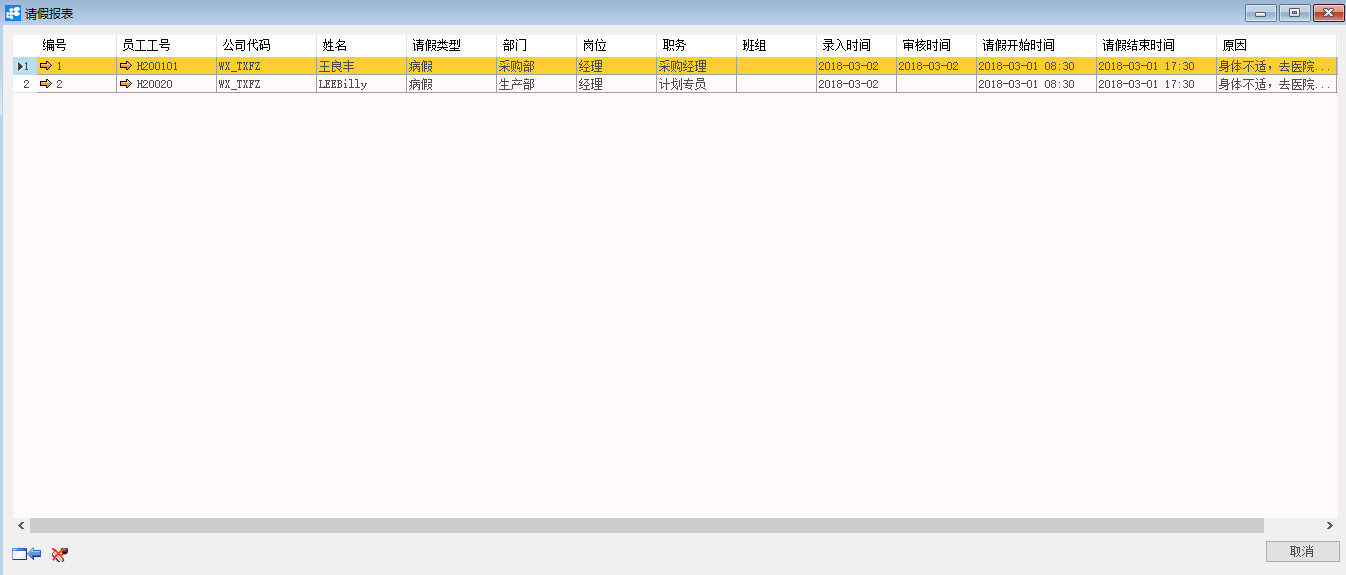 请假报表
编号 员工工号 公司代码 姓名 请假类型 部门 岗位 职务 班组 录入时间 审核时间 请假开始时间 请假结束时间 原因
1 1 H200101 WX_TXFZ 王良丰 病假 采购部 经理 采购经理 2018-03-02 2018-03-02 2018-03-01 08:30 2018-03-01 17:30 身体不适，去医院...
2 2 H20020 WX_TXFZ LEEBilly 病假 生产部 经理 计划专员 2018-03-02 2018-03-01 08:30 2018-03-01 17:30 身体不适，去医院...
取消